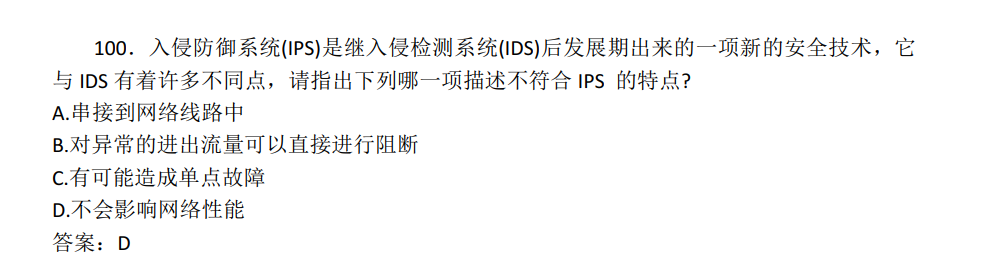 100．入侵防御系统(IPS)是继入侵检测系统(IDS)后发展期出来的一项新的安全技术，它
与 IDS 有着许多不同点，请指出下列哪一项描述不符合 IPS 的特点?
A.串接到网络线路中
B.对异常的进出流量可以直接进行阻断
C.有可能造成单点故障
D.不会影响网络性能
答案：D